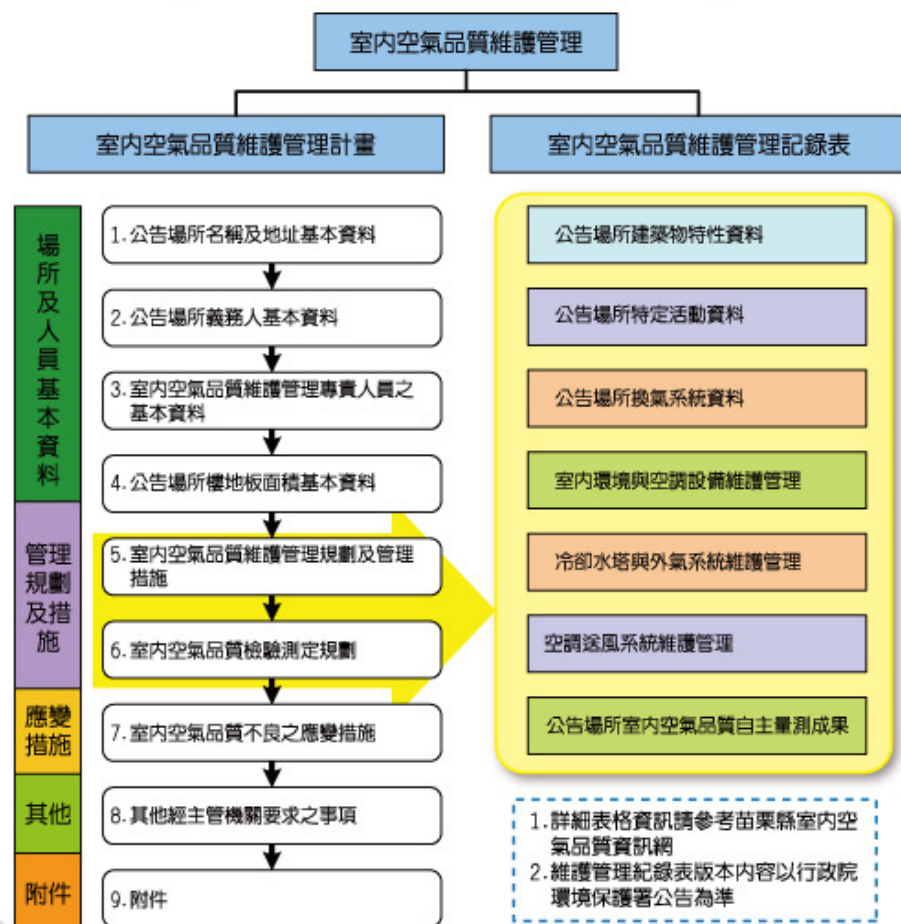 室內空氣品質維護管理
室內空氣品質維護管理計畫
室內空氣品質維護管理記錄表
場所及人員基本資料
1.公告場所名稱及地址基本資料
2.公告場所義務人基本資料
3.室內空氣品質維護管理專責人員之
基本資料
4.公告場所樓地板面積基本資料
管理
規劃
及措
施
5.室內空氣品質維護管理規劃及管理
措施
6.室內空氣品質檢驗測定規劃
應變
措施
7.室內空氣品質不良之應變措施
其他
8.其他經主管機關要求之事項
附件
9.附件
公告場所建築物特性資料
公告場所特定活動資料
公告場所換氣系統資料
室內環境與空調設備維護管理
冷卻水塔與外氣系統維護管理
空調送風系統維護管理
公告場所室內空氣品質自主量測成果
1.詳細表格資訊請參考苗栗縣室內空
氣品質資訊網
2.維護管理紀錄表版本內容以行政院
環境保護署公告為準